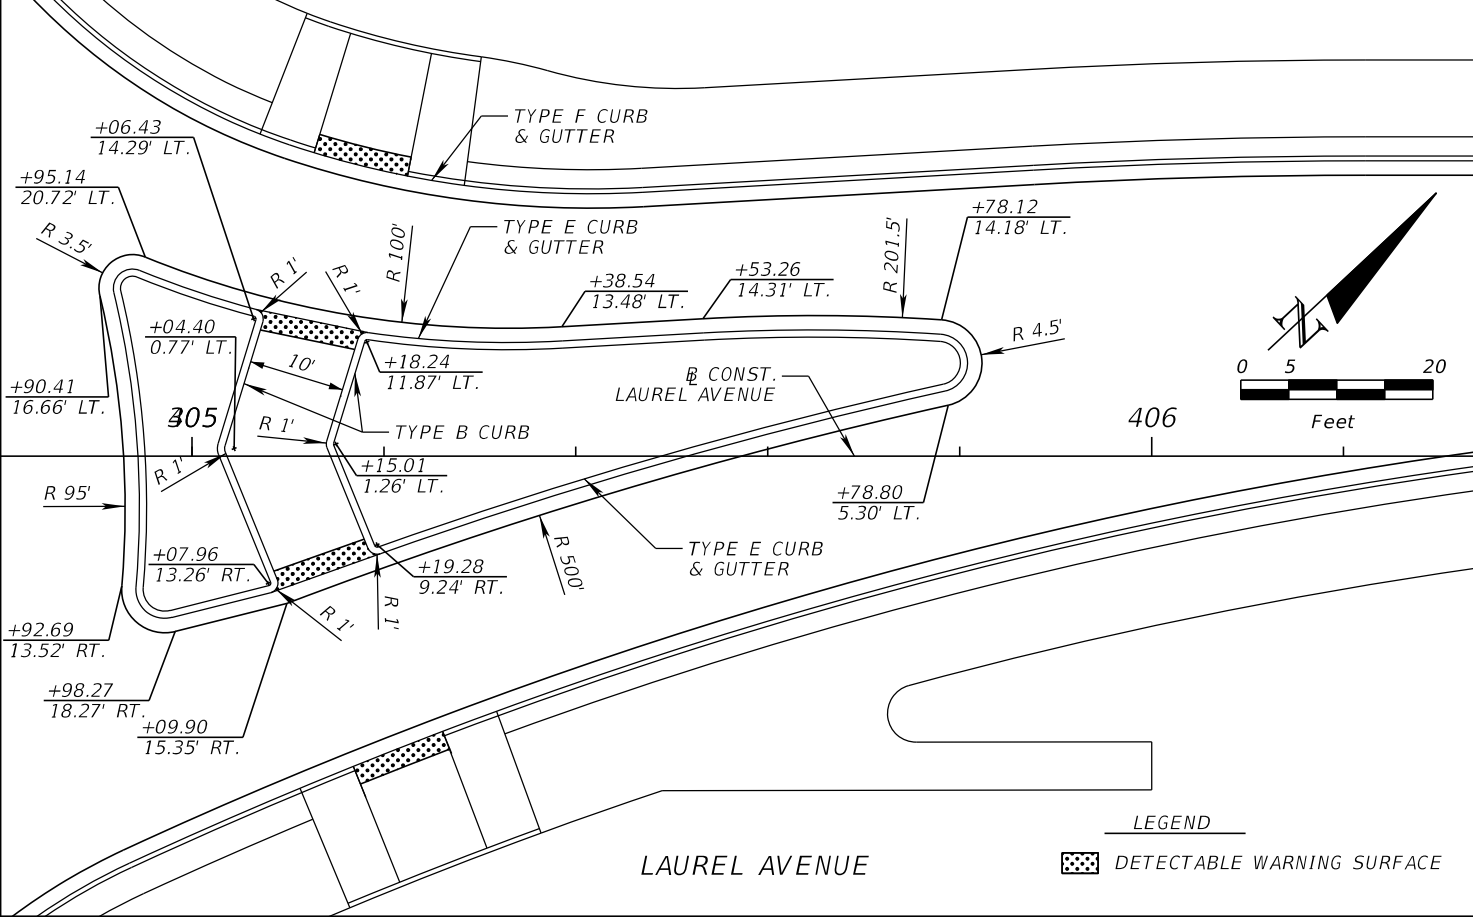 TYPE F CURB
& GUTTER
+06.43
14.29' LT.
+95.14
20.72' LT.
R 3.5'
R 1'
R 1'
R 100'
TYPE E CURB
& GUTTER
+38.54
13.48' LT.
+53.26
14.31' LT.
R 201.5'
+78.12
14.18' LT.
R 4.5'
N
0 5 20
Feet
+04.40
0.77' LT.
10'
+18.24
11.87' LT.
+90.41
16.66' LT.
405
R 1'
TYPE B CURB
B CONST.
LAUREL AVENUE
406
R 1'
+15.01
1.26' LT.
R 95'
+78.80
5.30' LT.
+07.96
13.26' RT.
+19.28
9.24' RT.
R 500'
TYPE E CURB
& GUTTER
R 1'
R 1'
+92.69
13.52' RT.
+98.27
18.27' RT.
+09.90
15.35' RT.
LEGEND
DETECTABLE WARNING SURFACE
LAUREL AVENUE